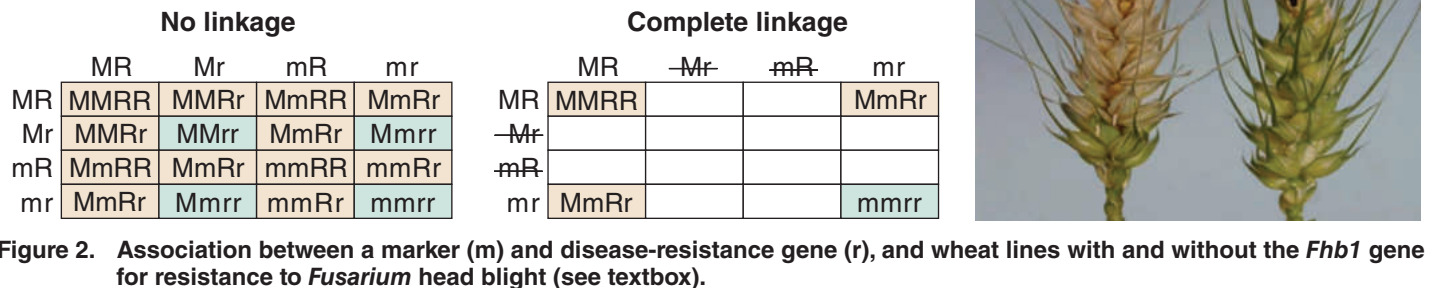 No linkage
MR Mr mR mr
MR MMRR MMRr MmRR MmRr
Mr MMRr MMrr MmRr Mmrr
mR MmRR MmRr mmRR mmRr
mr MmRr Mmrr mmRr mmrr
Complete linkage
MR Mr mR mr
MR MMRR MmRr
Mr
mR
mr MmRr mmrr
Figure 2. Association between a marker (m) and disease-resistance gene (r), and wheat lines with and without the Fhb1 gene
for resistance to Fusarium head blight (see textbox).